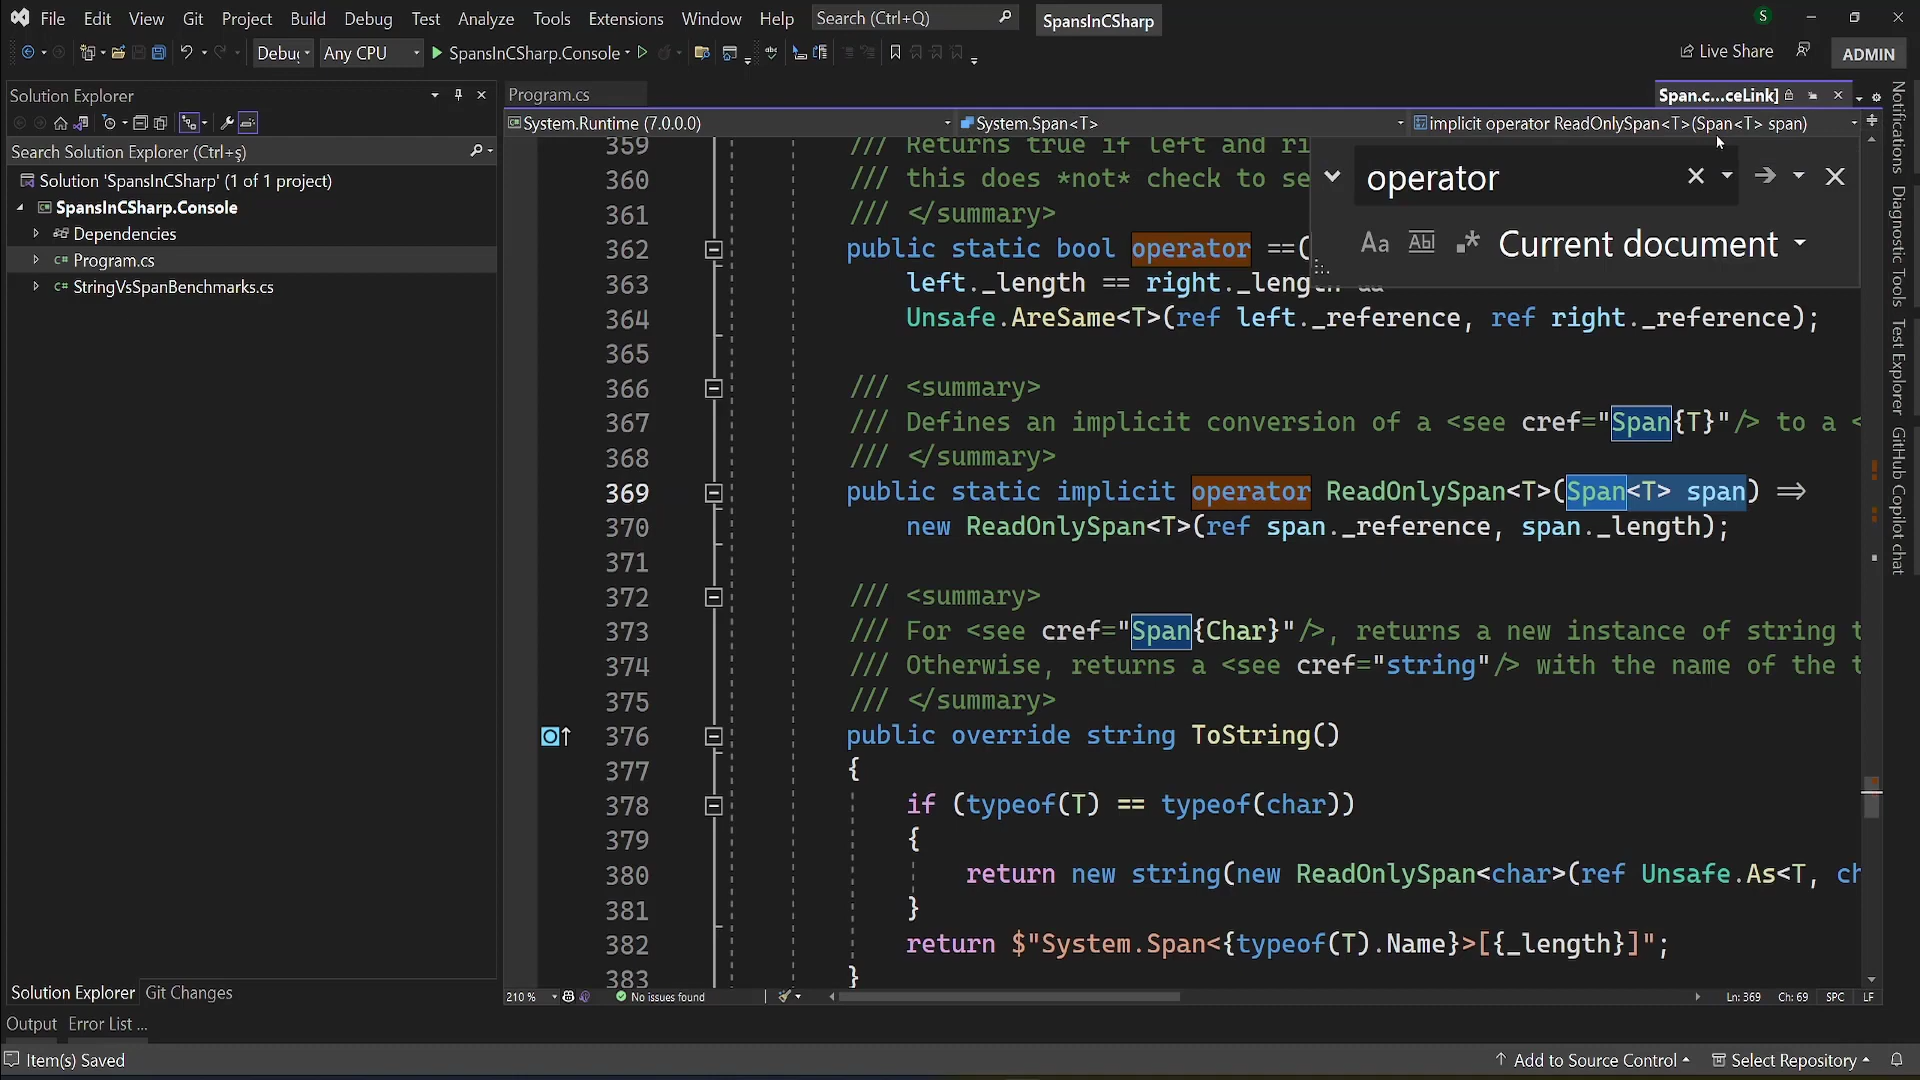 File Edit View Git Project Build Debug Test Analyze Tools Extensions Window Help Search (Ctrl+Q) SpansInCSharp S
Debug Any CPU SpansInCSharp.Console Live Share ADMIN
Solution Explorer
Search Solution Explorer (Ctrl+ş)
Solution 'SpansInCSharp' (1 of 1 project)
SpansInCSharp.Console
Dependencies
C# Program.cs
C# StringVsSpanBenchmarks.cs
Program.cs Span.c...ceLink]
System.Runtime (7.0.0.0) System.Span<T> implicit operator ReadOnlySpan<T>(Span<T> span)
operator
Aa Abl .* Current document
359 /// Returns true if left and ri
360 /// this does *not* check to se
361 /// </summary>
362 public static bool operator ==(
363 left._length == right._length &&
364 Unsafe.AreSame<T>(ref left._reference, ref right._reference);
365
366 /// <summary>
367 /// Defines an implicit conversion of a <see cref="Span{T}"/> to a <
368 /// </summary>
369 public static implicit operator ReadOnlySpan<T>(Span<T> span) =>
370 new ReadOnlySpan<T>(ref span._reference, span._length);
371
372 /// <summary>
373 /// For <see cref="Span{Char}"/>, returns a new instance of string t
374 /// Otherwise, returns a <see cref="string"/> with the name of the t
375 /// </summary>
376 public override string ToString()
377 {
378 if (typeof(T) == typeof(char))
379 {
380 return new string(new ReadOnlySpan<char>(ref Unsafe.As<T, ch
381 }
382 return $"System.Span<{typeof(T).Name}>[{_length}]";
383 }
Notifications
Diagnostic Tools
Test Explorer
GitHub Copilot chat
Solution Explorer Git Changes
210 % No issues found Ln: 369 Ch: 69 SPC LF
Output Error List ...
Item(s) Saved Add to Source Control Select Repository